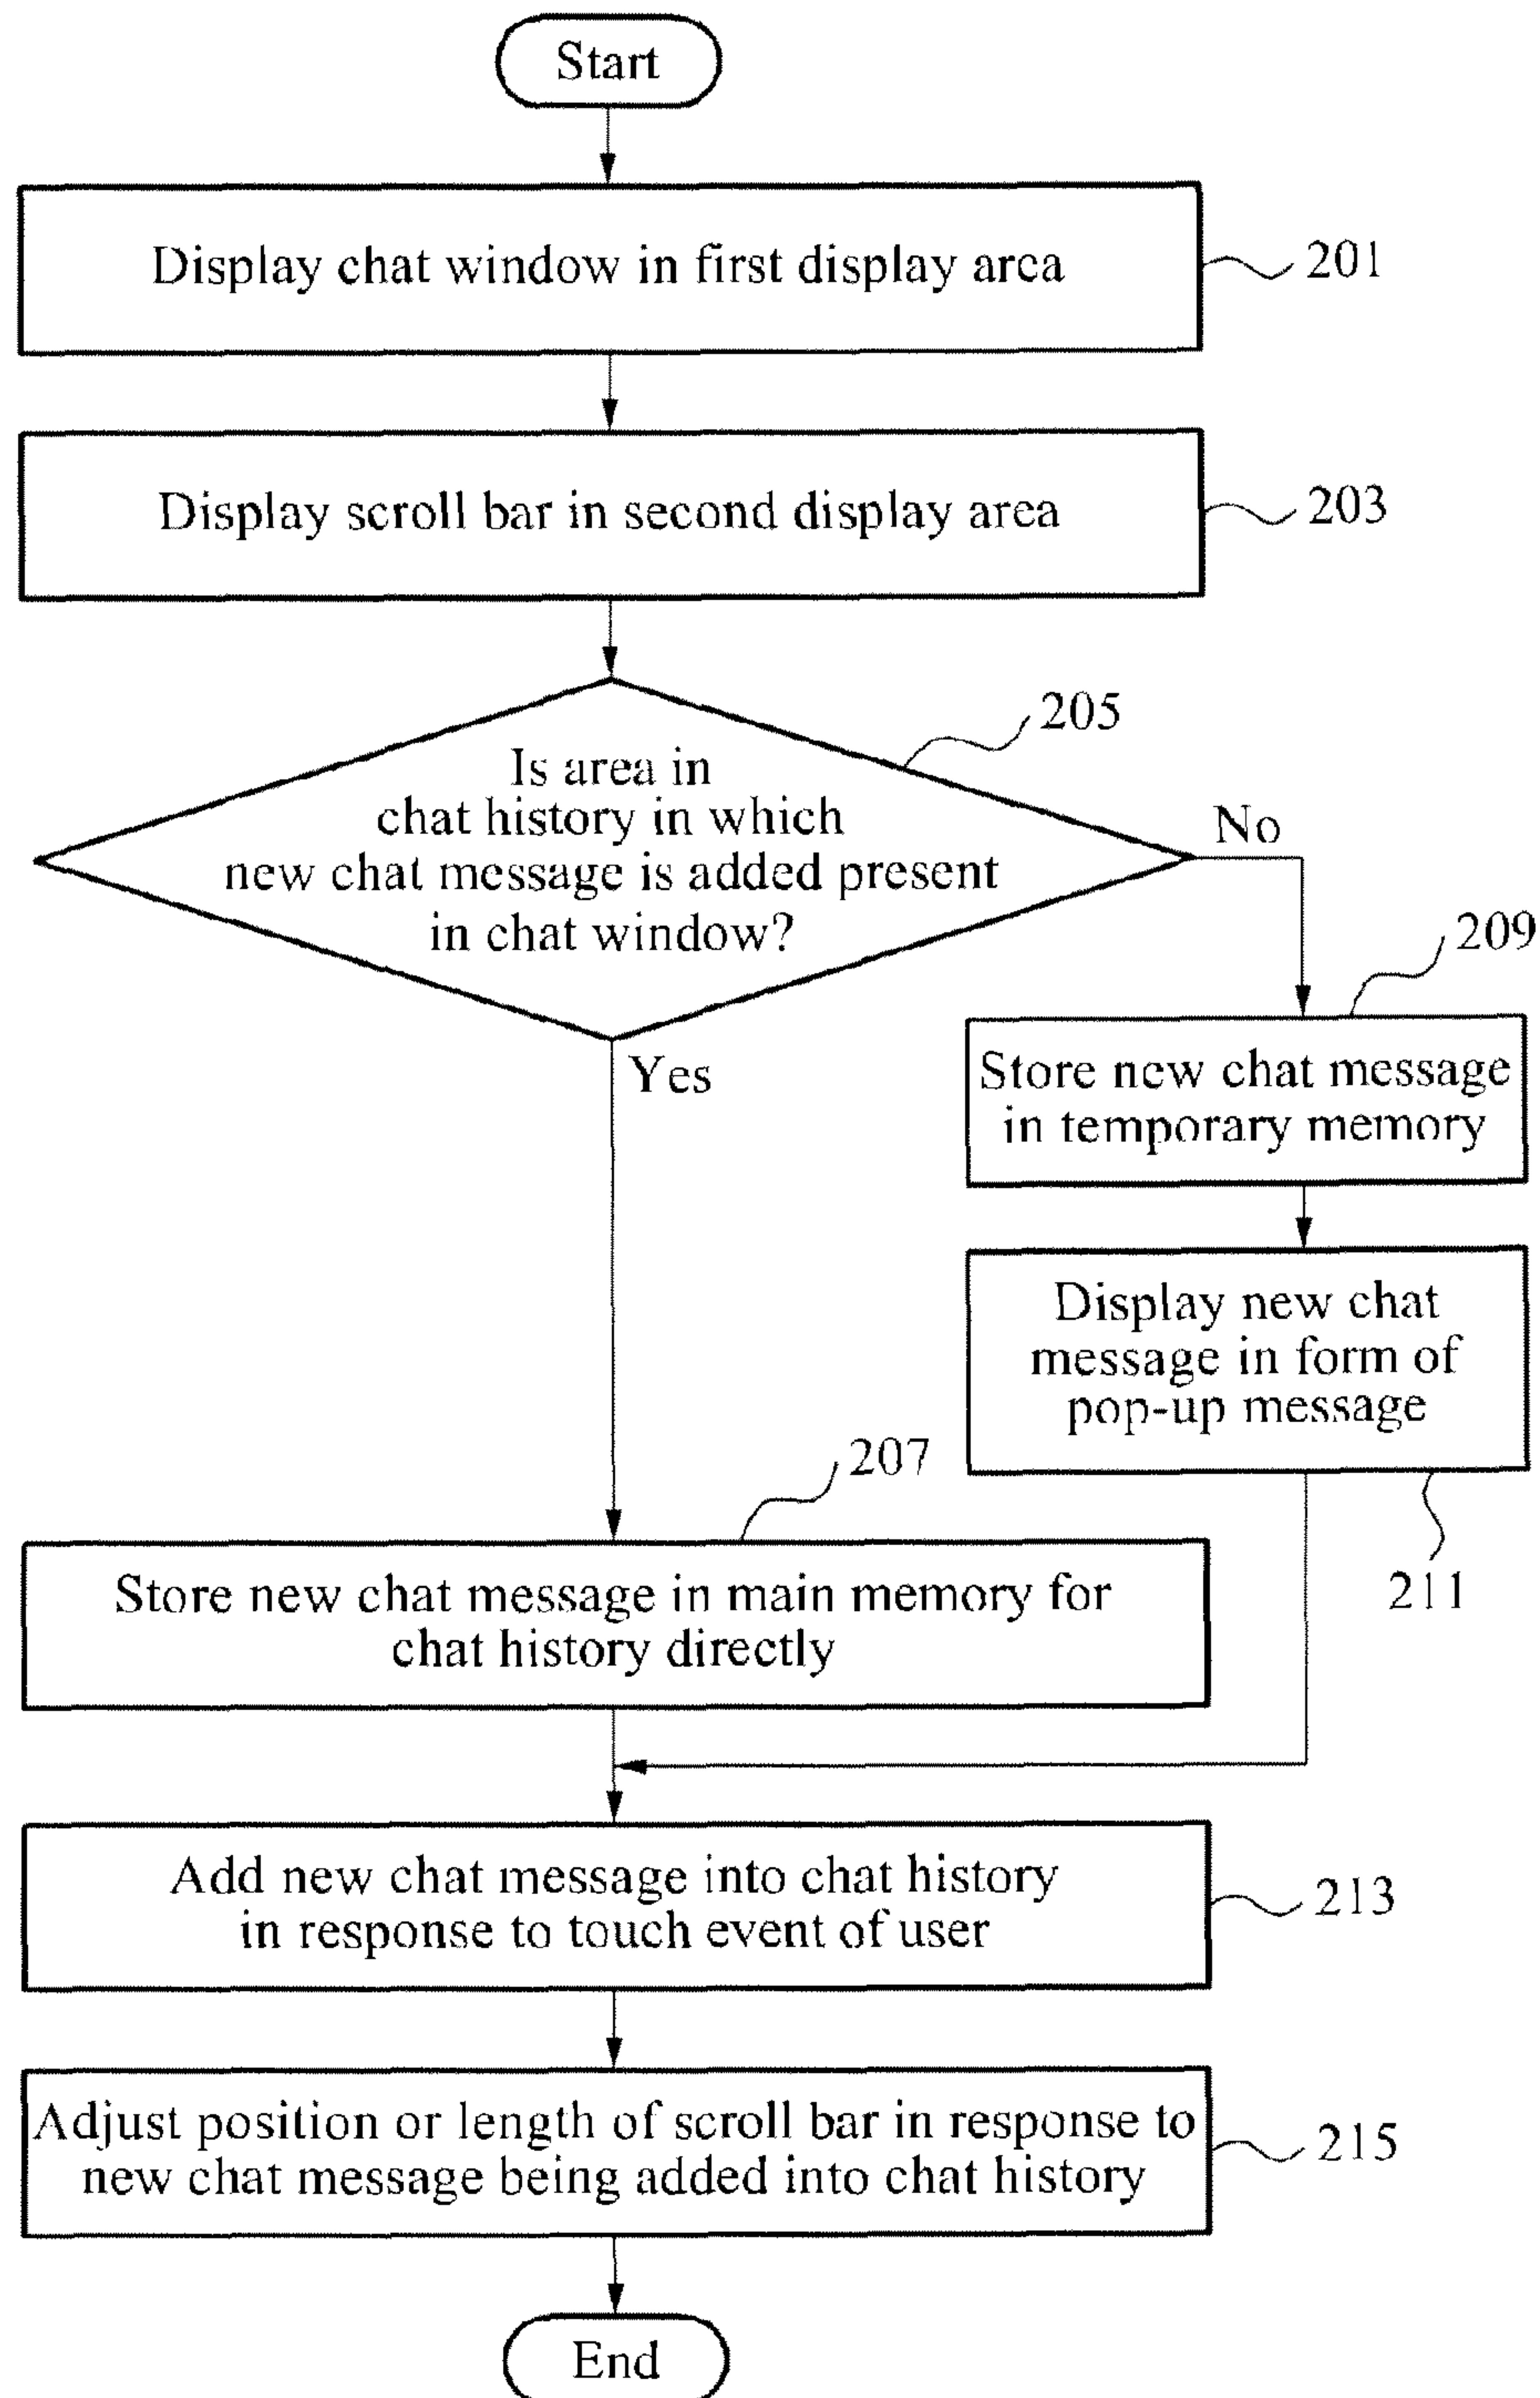 Start
Display chat window in first display area
201
Display scroll bar in second display area
203
205
Is area in
chat history in which
new chat message is added present
in chat window?
No
Yes
209
Store new chat message
in temporary memory
Display new chat
message in form of
pop-up message
211
207
Store new chat message in main memory for
chat history directly
Add new chat message into chat history
in response to touch event of user
213
Adjust position or length of scroll bar in response to
new chat message being added into chat history
215
End